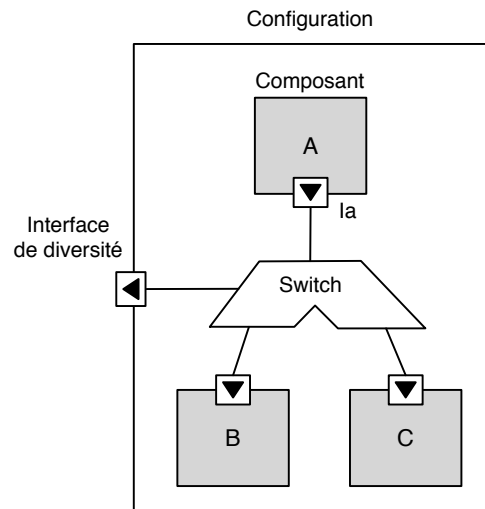 Configuration
Composant
A
Ia
Interface
de diversité
Switch
B
C